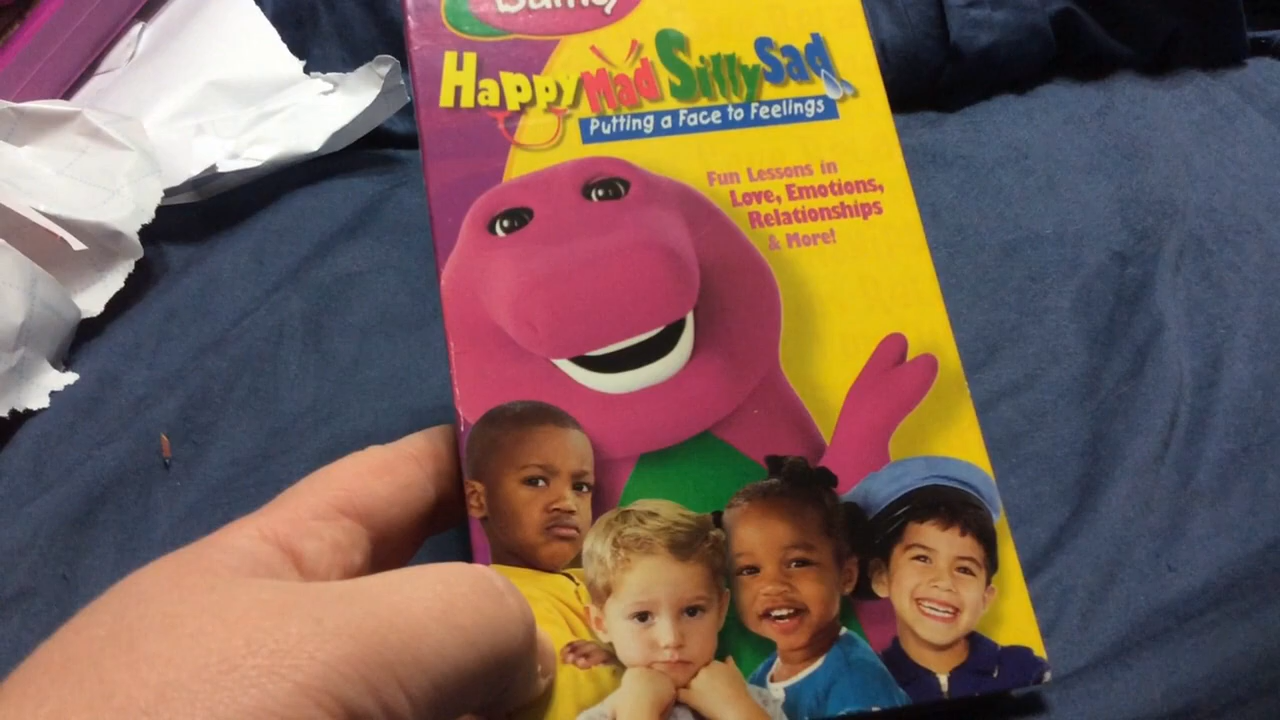 Barney
Happy Mad Silly Sad
Putting a Face to Feelings
Fun Lessons in
Love, Emotions,
Relationships
& More!